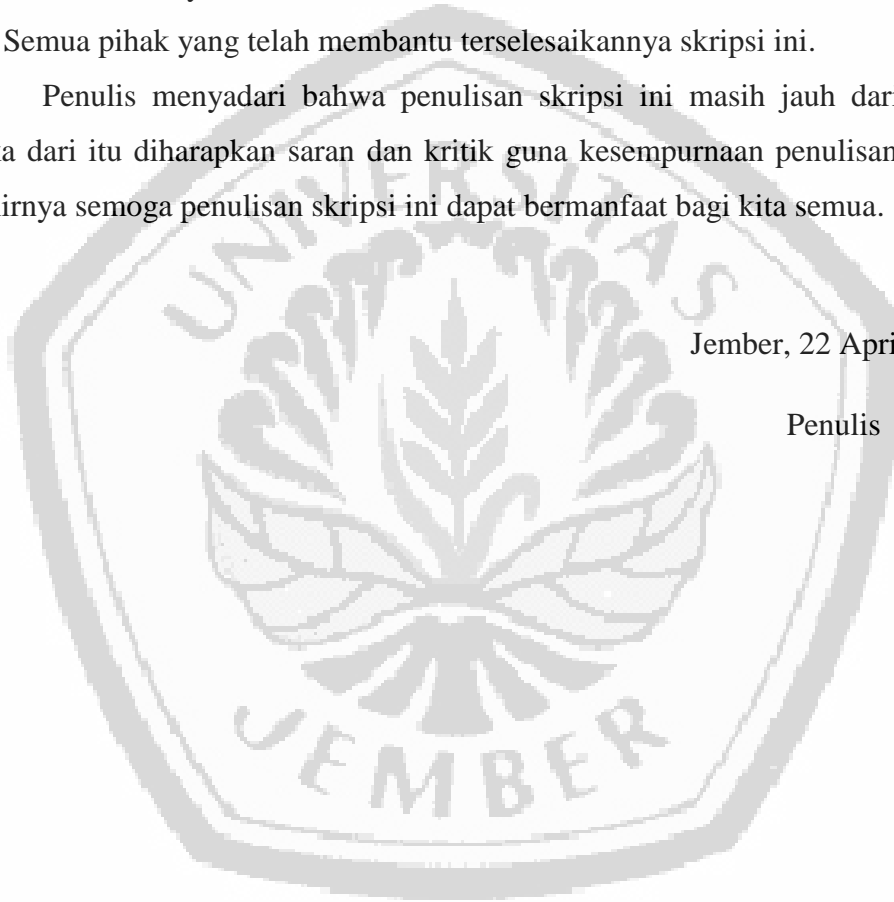 Semua pihak yang telah membantu terselesaikannya skripsi ini.
Penulis menyadari bahwa penulisan skripsi ini masih jauh dari
dari itu diharapkan saran dan kritik guna kesempurnaan penulisan
semoga penulisan skripsi ini dapat bermanfaat bagi kita semua.
UNIVERSITAS
Jember, 22 Apri
Penulis
JEMBER